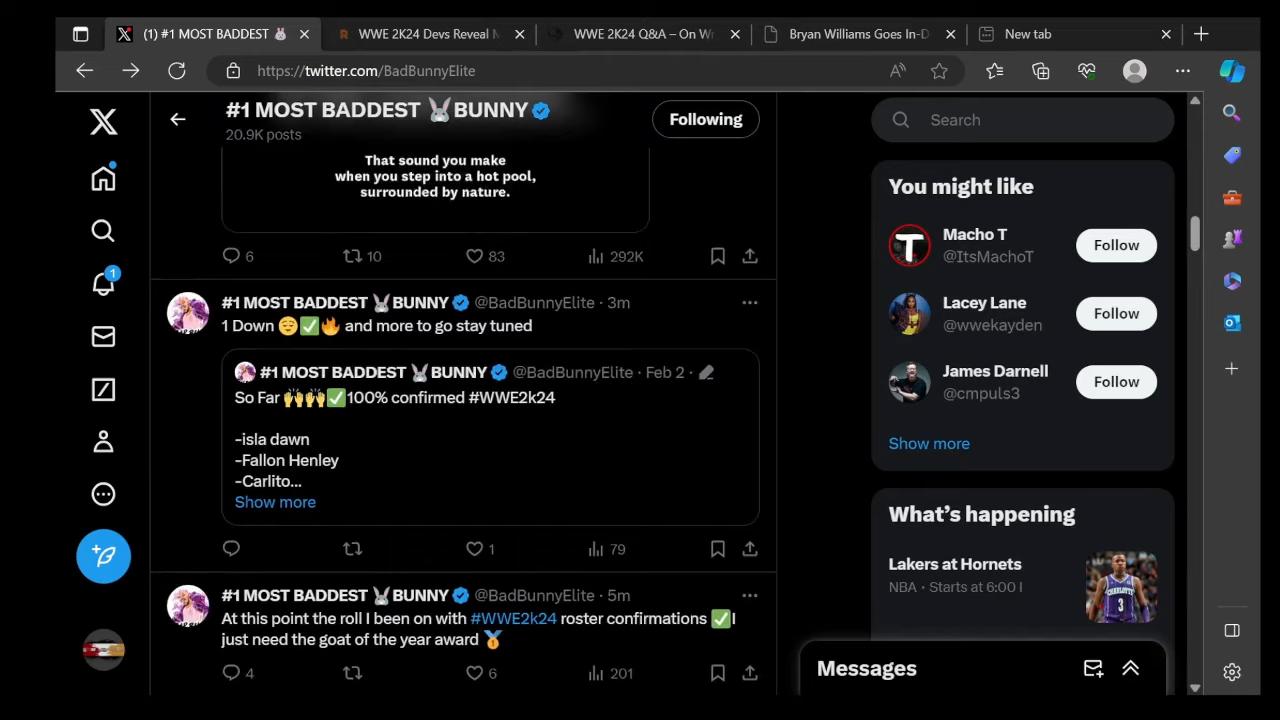 (1) #1 MOST BADDEST 🐰
WWE 2K24 Devs Reveal
WWE 2K24 Q&A – On Wr
Bryan Williams Goes In-D
New tab
https://twitter.com/BadBunnyElite
#1 MOST BADDEST 🐰BUNNY
20.9K posts
Following
Search
That sound you make
when you step into a hot pool,
surrounded by nature.
6 10 83 292K
#1 MOST BADDEST 🐰BUNNY @BadBunnyElite · 3m
1 Down 😌✅🔥 and more to go stay tuned
#1 MOST BADDEST 🐰BUNNY @BadBunnyElite · Feb 2 ·
So Far 🙌🙌✅100% confirmed #WWE2k24
-isla dawn
-Fallon Henley
-Carlito...
Show more
1 79
#1 MOST BADDEST 🐰BUNNY @BadBunnyElite · 5m
At this point the roll I been on with #WWE2k24 roster confirmations ✅I
just need the goat of the year award 🥇
4 6 201
You might like
Macho T
@ItsMachoT
Follow
Lacey Lane
@wwekayden
Follow
James Darnell
@cmpuls3
Follow
Show more
What's happening
Lakers at Hornets
NBA · Starts at 6:00 I
Messages